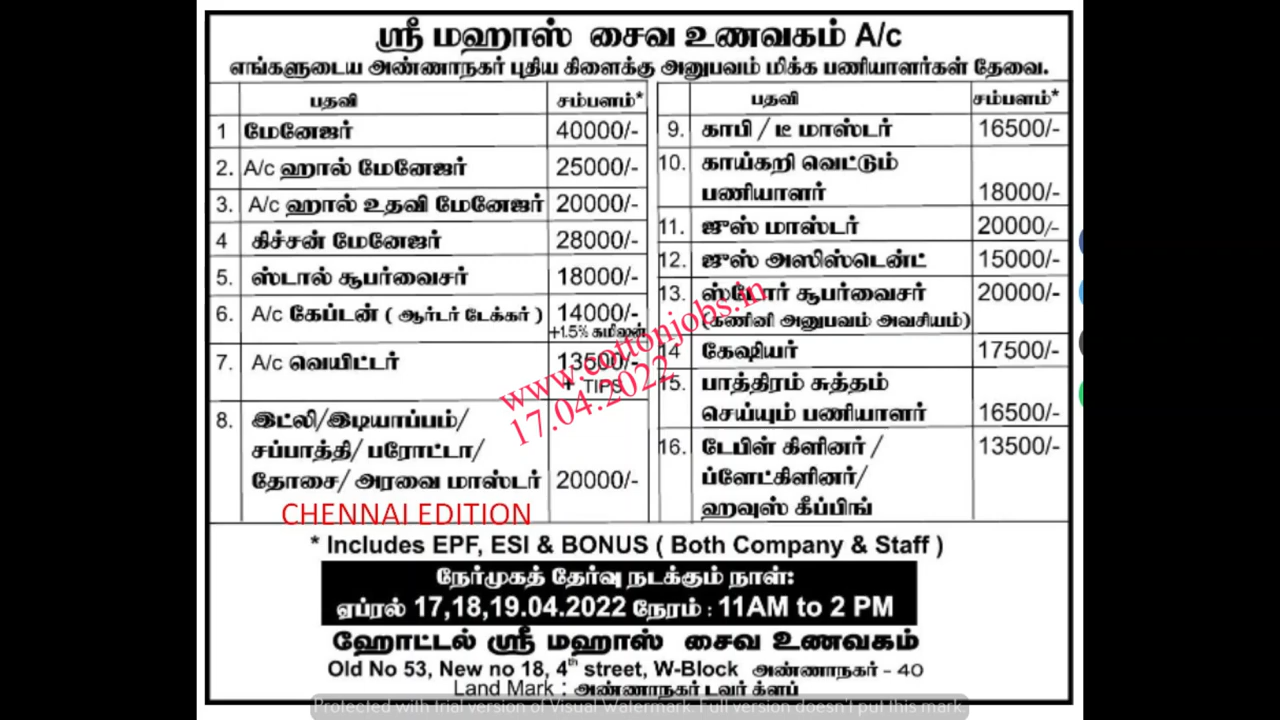 ஸ்ரீ மஹாஸ் சைவ உணவகம் A/c
எங்களுடைய அண்ணாநகர் புதிய கிளைக்கு அனுபவம் மிக்க பணியாளர்கள் தேவை.
பதவி சம்பளம்*
1 மேனேஜர் 40000/-
2. A/c ஹால் மேனேஜர் 25000/-
3. A/c ஹால் உதவி மேனேஜர் 20000/-
4 கிச்சன் மேனேஜர் 28000/-
5. ஸ்டால் சூபர்வைசர் 18000/-
6. A/c கேப்டன் ( ஆர்டர் டேக்கர் ) 14000/-
+1.5% கமிஷன்
7. A/c வெயிட்டர் 13500/-
+ TIPS
8. இட்லி/இடியாப்பம்/
சப்பாத்தி/ பரோட்டா/
தோசை/ அரவை மாஸ்டர் 20000/-
பதவி சம்பளம்*
9. காபி / டீ மாஸ்டர் 16500/-
10. காய்கறி வெட்டும்
பணியாளர் 18000/-
11. ஜுஸ் மாஸ்டர் 20000/-
12. ஜுஸ் அஸிஸ்டென்ட் 15000/-
13. ஸ்டோர் சூபர்வைசர் 20000/-
(கணினி அனுபவம் அவசியம்)
14 கேஷியர் 17500/-
15. பாத்திரம் சுத்தம்
செய்யும் பணியாளர் 16500/-
16. டேபிள் கிளினர் / 13500/-
ப்ளேட்கிளினர்/
ஹவுஸ் கீப்பிங்
www.cottonjobs.in
17.04.2022
CHENNAI EDITION
* Includes EPF, ESI & BONUS ( Both Company & Staff )
நேர்முகத் தேர்வு நடக்கும் நாள்:
ஏப்ரல் 17,18,19.04.2022 நேரம் : 11AM to 2 PM
ஹோட்டல் ஸ்ரீ மஹாஸ் சைவ உணவகம்
Old No 53, New no 18, 4th street, W-Block அண்ணாநகர் - 40
Land Mark : அண்ணாநகர் டவர் க்ளப்
Protected with trial version of Visual Watermark. Full version doesn't put this mark.